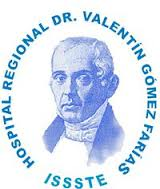 HOSPITAL REGIONAL DR. VALENTÍN GÓMEZ FARÍAS
ISSSTE